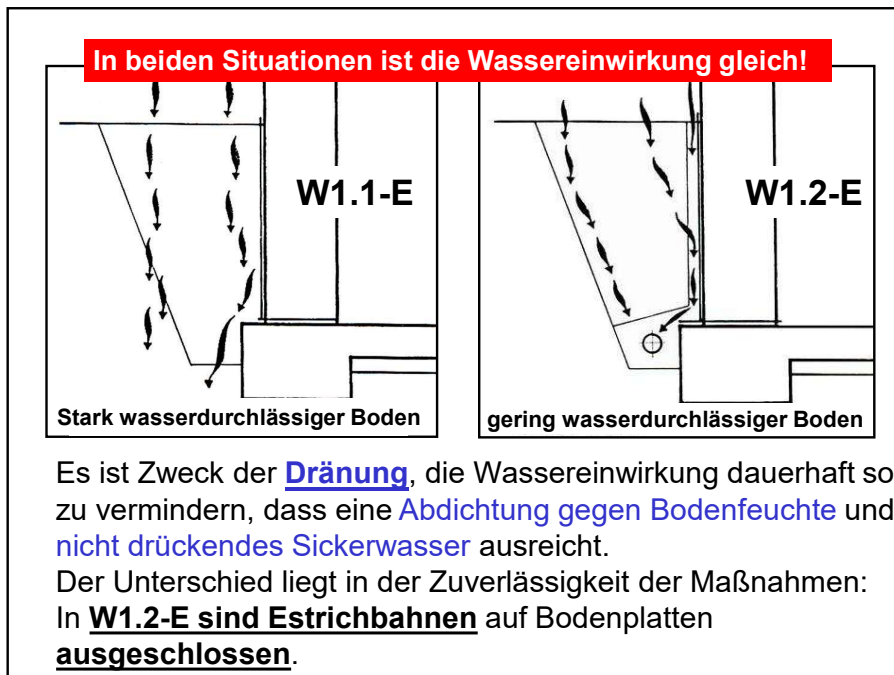 In beiden Situationen ist die Wassereinwirkung gleich!
W1.1-E
Stark wasserdurchlässiger Boden
W1.2-E
gering wasserdurchlässiger Boden
Es ist Zweck der Dränung, die Wassereinwirkung dauerhaft so
zu vermindern, dass eine Abdichtung gegen Bodenfeuchte und
nicht drückendes Sickerwasser ausreicht.
Der Unterschied liegt in der Zuverlässigkeit der Maßnahmen:
In W1.2-E sind Estrichbahnen auf Bodenplatten
ausgeschlossen.